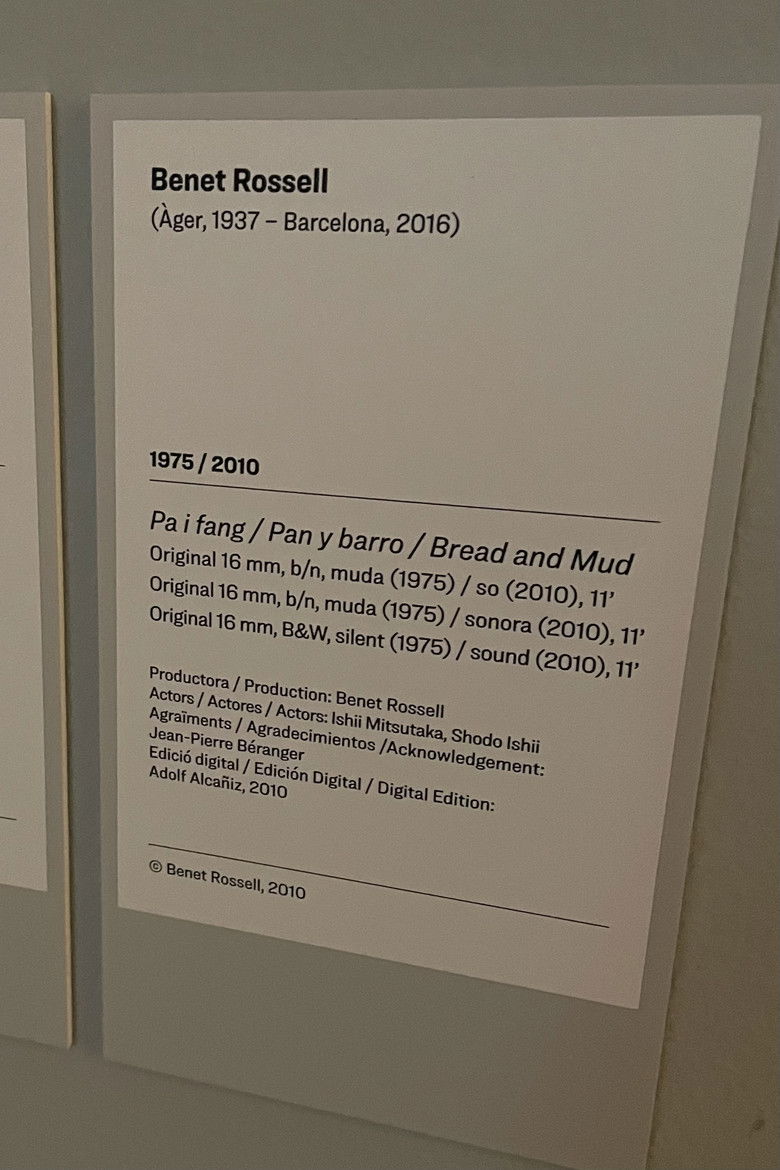 Benet Rossell
(Àger, 1937 – Barcelona, 2016)
1975 / 2010
Pa i fang / Pan y barro / Bread and Mud
Original 16 mm, b/n, muda (1975) / so (2010), 11’
Original 16 mm, b/n, muda (1975) / sonora (2010), 11’
Original 16 mm, B&W, silent (1975) / sound (2010), 11’
Productora / Production: Benet Rossell
Actors / Actores / Actors: Ishii Mitsutaka, Shodo Ishii
Agraïments / Agradecimientos /Acknowledgement:
Jean-Pierre Béranger
Edició digital / Edición Digital / Digital Edition:
Adolf Alcañiz, 2010
© Benet Rossell, 2010